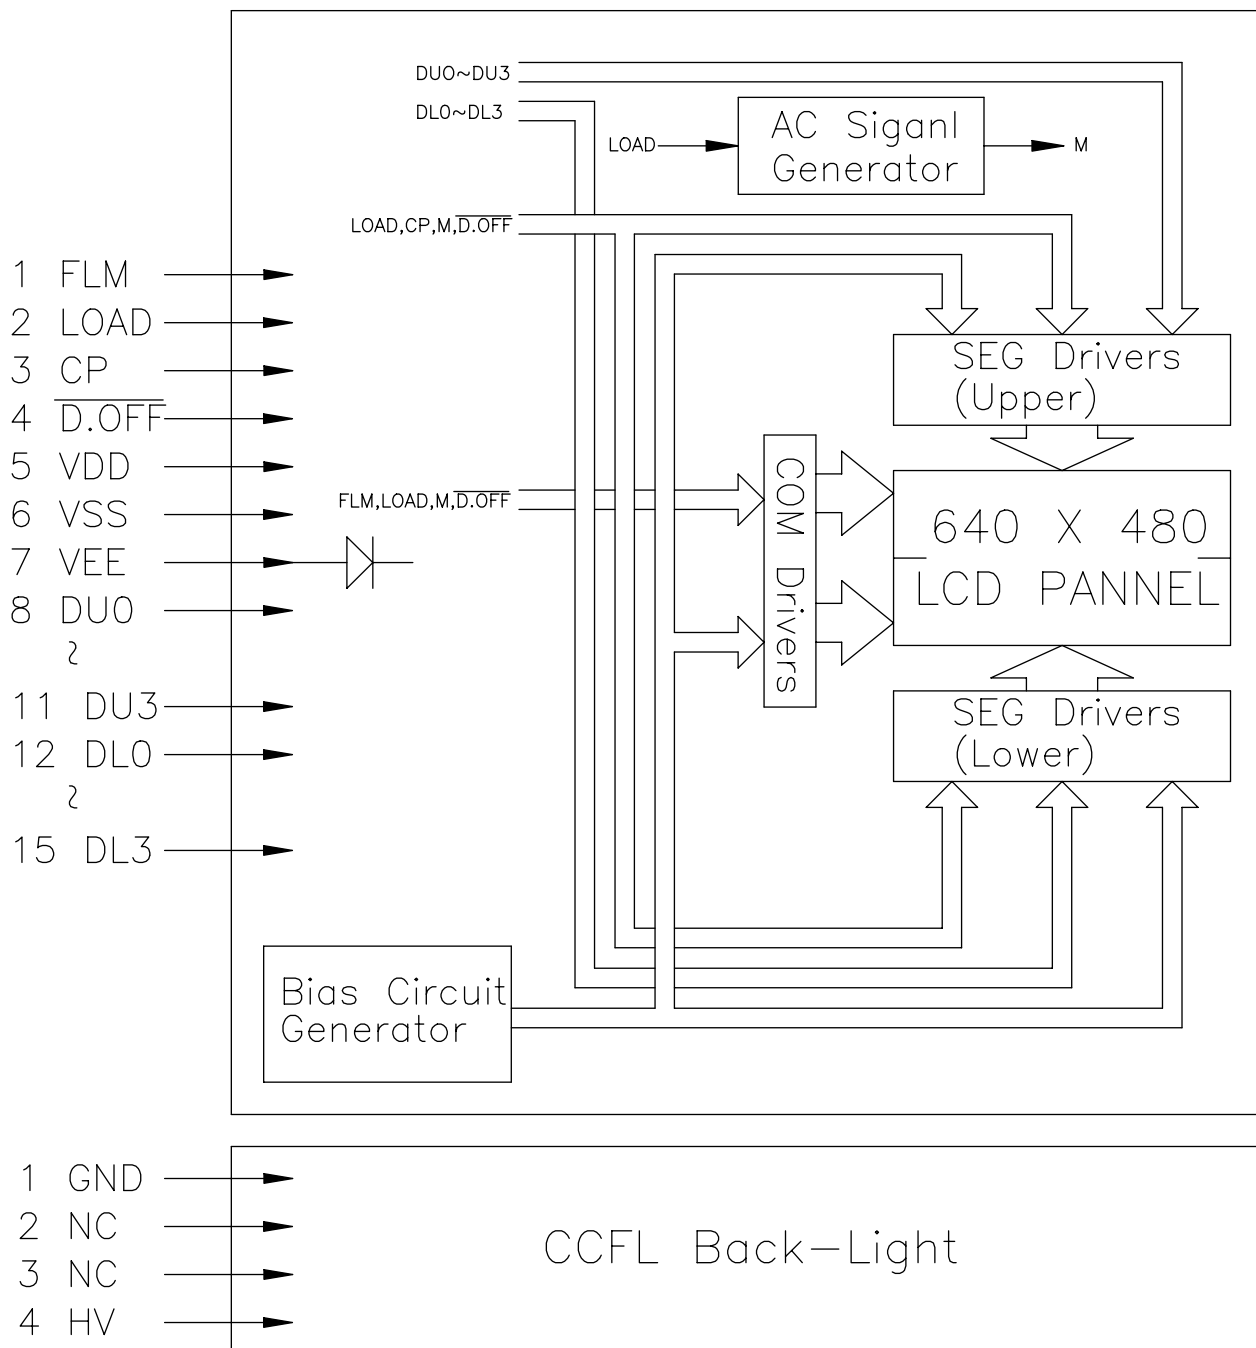 DU0~DU3
DL0~DL3
AC Siganl
Generator
LOAD
M
LOAD,CP,M,D.OFF
1 FLM
2 LOAD
3 CP
4 D.OFF
5 VDD
6 VSS
7 VEE
8 DU0
~
11 DU3
12 DL0
~
15 DL3
SEG Drivers
(Upper)
FLM,LOAD,M,D.OFF
COM Drivers
640 X 480
LCD PANNEL
SEG Drivers
(Lower)
Bias Circuit
Generator
1 GND
2 NC
3 NC
4 HV
CCFL Back-Light